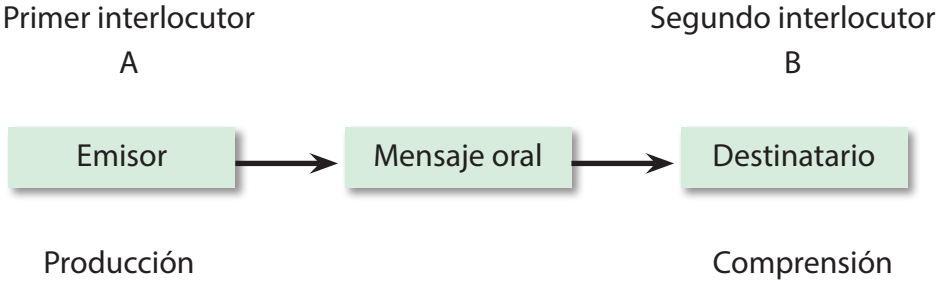 Primer interlocutor
A
Segundo interlocutor
B
Emisor
Mensaje oral
Destinatario
Producción
Comprensión